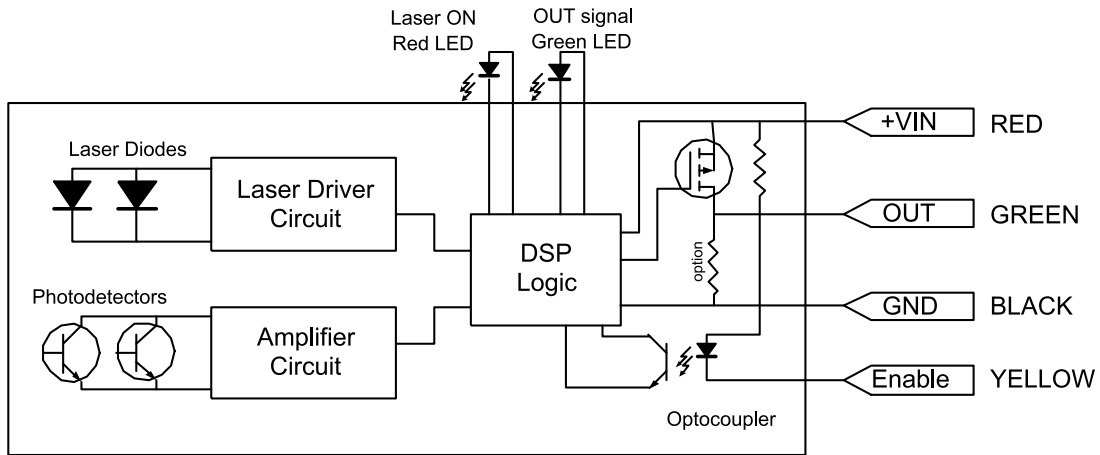 Laser ON
Red LED
OUT signal
Green LED
+VIN
RED
Laser Diodes
Laser Driver
Circuit
OUT
GREEN
DSP
Logic
option
Photodetectors
GND
BLACK
Amplifier
Circuit
Enable
YELLOW
Optocoupler